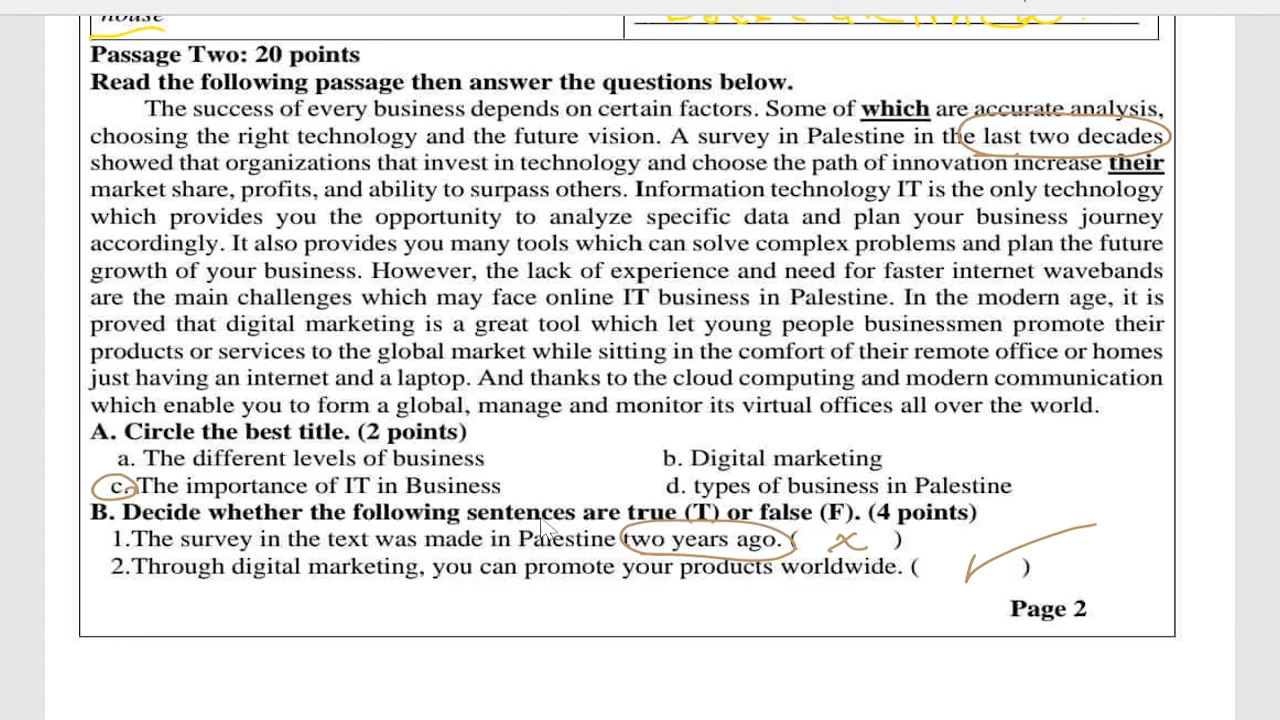 house
Passage Two: 20 points
Read the following passage then answer the questions below.
The success of every business depends on certain factors. Some of which are accurate analysis,
choosing the right technology and the future vision. A survey in Palestine in the last two decades
showed that organizations that invest in technology and choose the path of innovation increase their
market share, profits, and ability to surpass others. Information technology IT is the only technology
which provides you the opportunity to analyze specific data and plan your business journey
accordingly. It also provides you many tools which can solve complex problems and plan the future
growth of your business. However, the lack of experience and need for faster internet wavebands
are the main challenges which may face online IT business in Palestine. In the modern age, it is
proved that digital marketing is a great tool which let young people businessmen promote their
products or services to the global market while sitting in the comfort of their remote office or homes
just having an internet and a laptop. And thanks to the cloud computing and modern communication
which enable you to form a global, manage and monitor its virtual offices all over the world.
A. Circle the best title. (2 points)
a. The different levels of business b. Digital marketing
c. The importance of IT in Business d. types of business in Palestine
B. Decide whether the following sentences are true (T) or false (F). (4 points)
1.The survey in the text was made in Palestine two years ago. ( x )
2.Through digital marketing, you can promote your products worldwide. ( ✓ )
Page 2